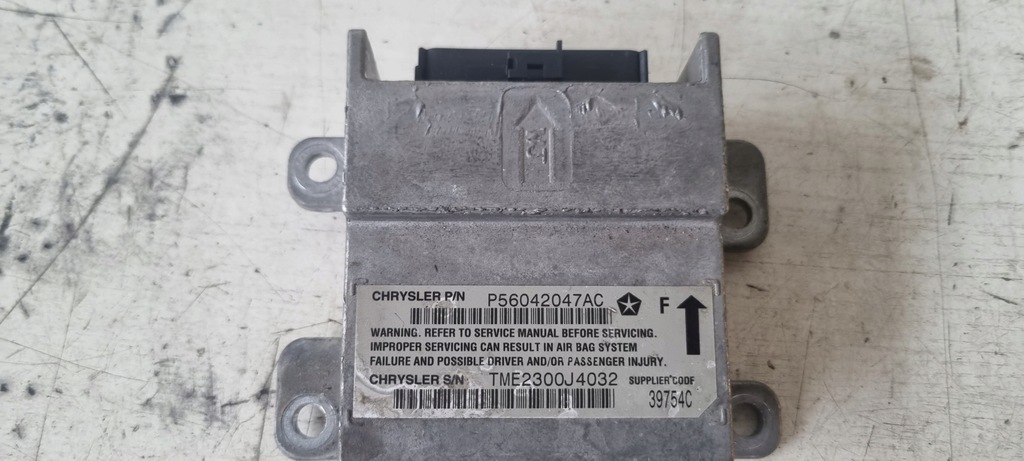 CHRYSLER P/N P56042047AC F
WARNING. REFER TO SERVICE MANUAL BEFORE SERVICING.
IMPROPER SERVICING CAN RESULT IN AIR BAG SYSTEM
FAILURE AND POSSIBLE DRIVER AND/OR PASSENGER INJURY.
CHRYSLER S/N TME2300J4032 SUPPLIER CODE
39754C